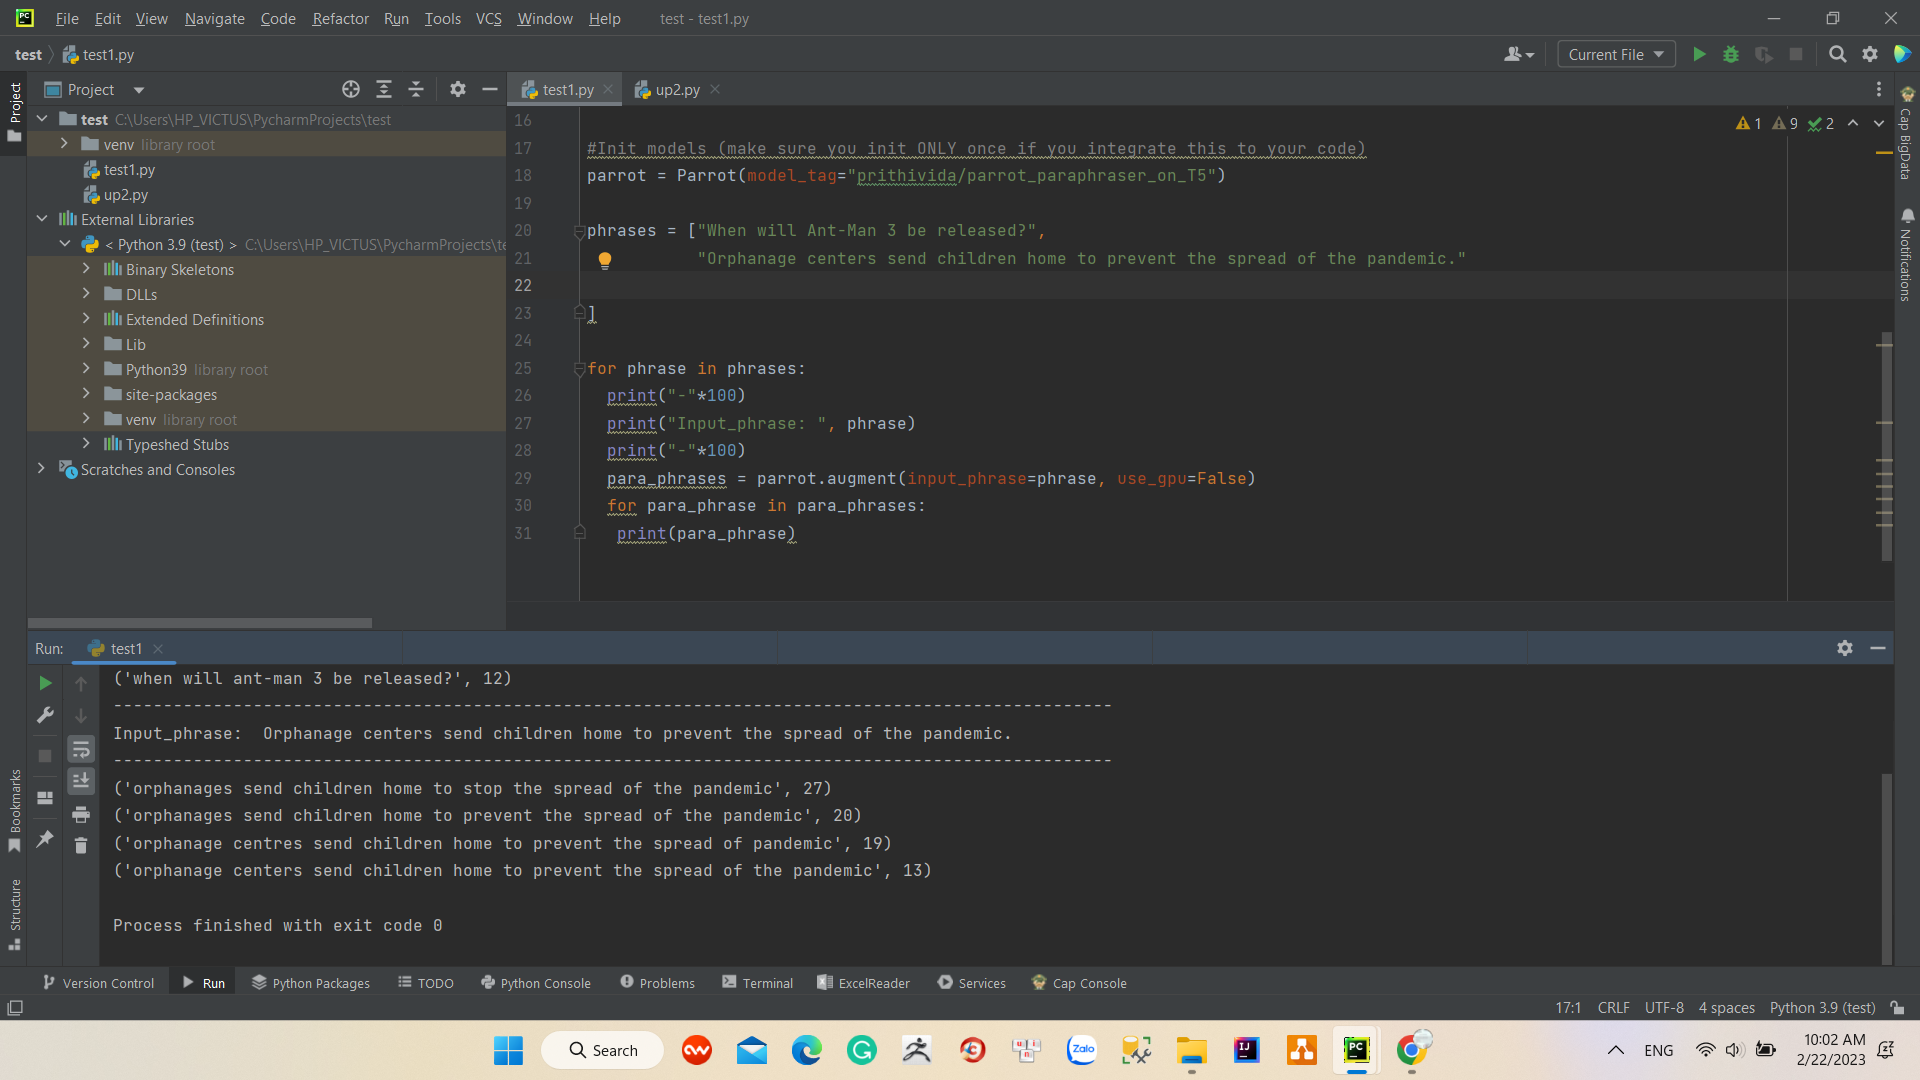 File Edit View Navigate Code Refactor Run Tools VCS Window Help test - test1.py
test test1.py
Current File
Project
test C:\Users\HP_VICTUS\PycharmProjects\test
venv library root
test1.py
up2.py
External Libraries
< Python 3.9 (test) > C:\Users\HP_VICTUS\PycharmProjects\te
Binary Skeletons
DLLs
Extended Definitions
Lib
Python39 library root
site-packages
venv library root
Typeshed Stubs
Scratches and Consoles
Project
Bookmarks
Structure
test1.py up2.py
1 9 2
16
17 #Init models (make sure you init ONLY once if you integrate this to your code)
18 parrot = Parrot(model_tag="prithivida/parrot_paraphraser_on_T5")
19
20 phrases = ["When will Ant-Man 3 be released?",
21 "Orphanage centers send children home to prevent the spread of the pandemic."
22
23 ]
24
25 for phrase in phrases:
26 print("-"*100)
27 print("Input_phrase: ", phrase)
28 print("-"*100)
29 para_phrases = parrot.augment(input_phrase=phrase, use_gpu=False)
30 for para_phrase in para_phrases:
31 print(para_phrase)
Cap BigData
Notifications
Run: test1
('when will ant-man 3 be released?', 12)
----------------------------------------------------------------------------------------------------
Input_phrase:  Orphanage centers send children home to prevent the spread of the pandemic.
----------------------------------------------------------------------------------------------------
('orphanages send children home to stop the spread of the pandemic', 27)
('orphanages send children home to prevent the spread of the pandemic', 20)
('orphanage centres send children home to prevent the spread of pandemic', 19)
('orphanage centers send children home to prevent the spread of the pandemic', 13)
Process finished with exit code 0
Version Control Run Python Packages TODO Python Console Problems Terminal ExcelReader Services Cap Console
17:1 CRLF UTF-8 4 spaces Python 3.9 (test)
Search
Zalo
ENG
10:02 AM
2/22/2023